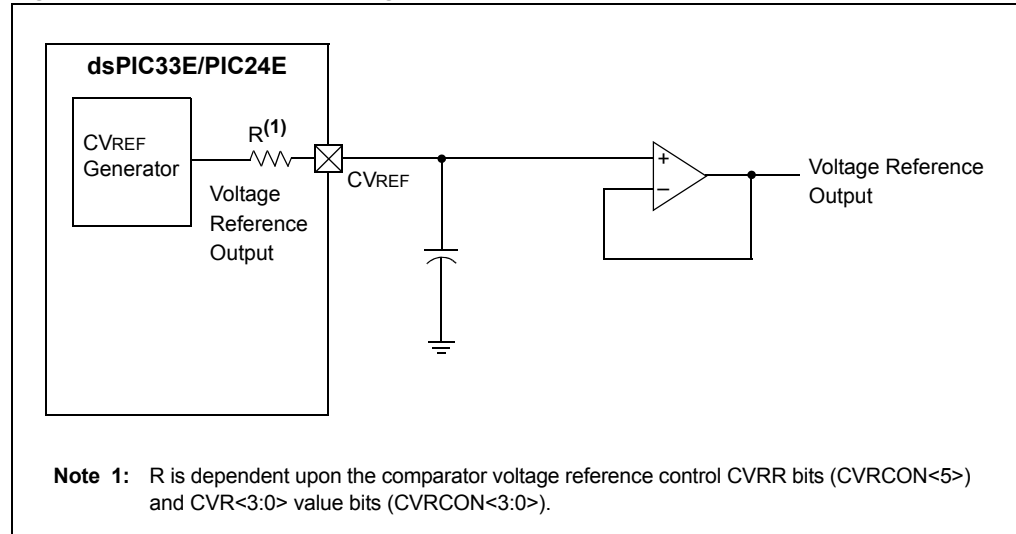 dsPIC33E/PIC24E
CVREF
Generator
R(1)
CVREF
Voltage
Reference
Output
+
–
Voltage Reference
Output
Note 1: R is dependent upon the comparator voltage reference control CVRR bits (CVRCON<5>)
and CVR<3:0> value bits (CVRCON<3:0>).